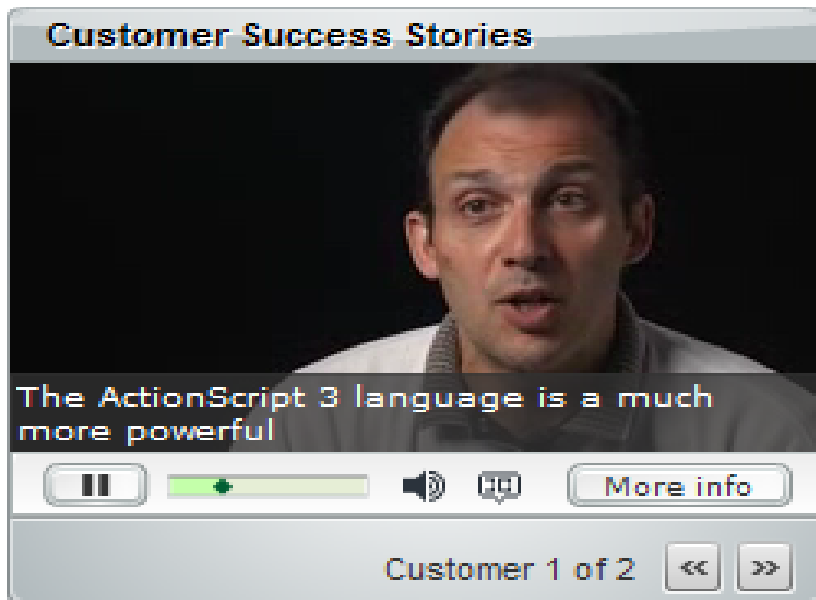 Customer Success Stories
The ActionScript 3 language is a much
more powerful
More info
Customer 1 of 2
<< >>